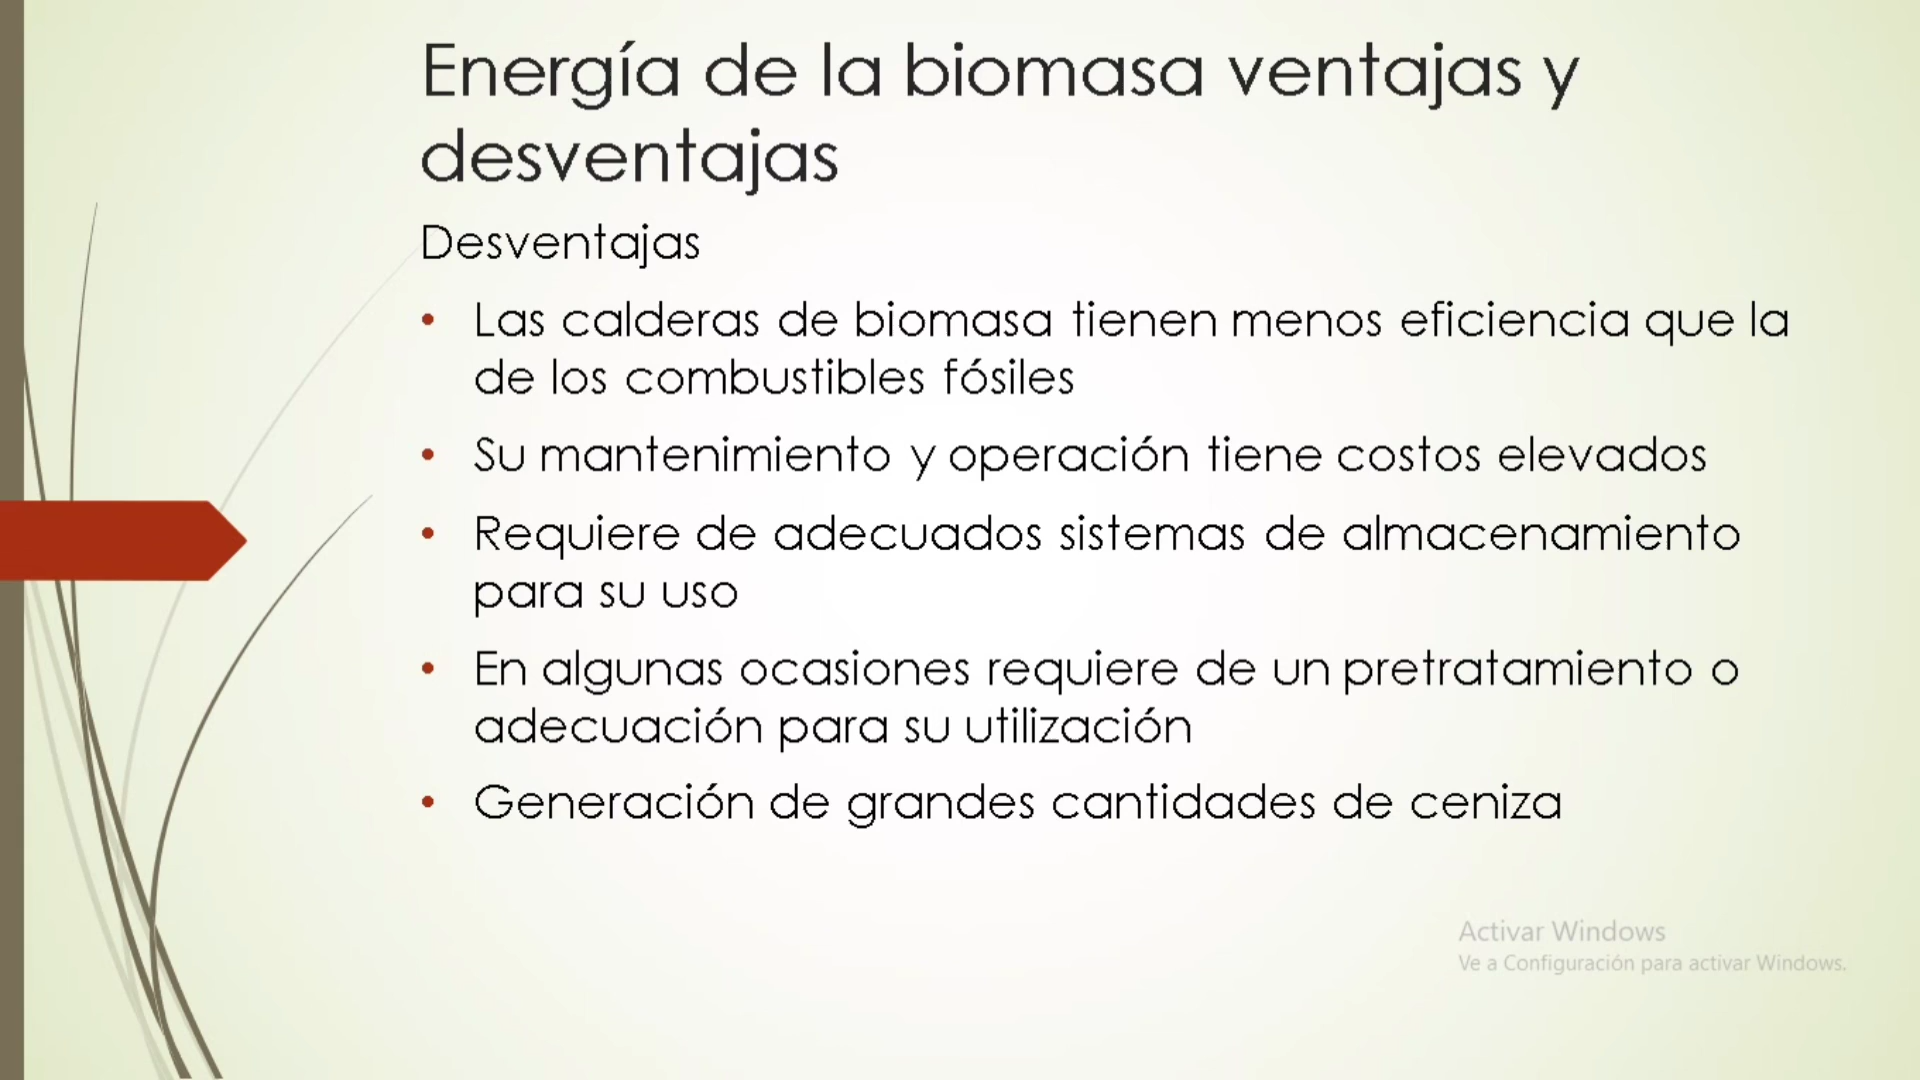 Energía de la biomasa ventajas y
desventajas
Desventajas
• Las calderas de biomasa tienen menos eficiencia que la
de los combustibles fósiles
• Su mantenimiento y operación tiene costos elevados
• Requiere de adecuados sistemas de almacenamiento
para su uso
• En algunas ocasiones requiere de un pretratamiento o
adecuación para su utilización
• Generación de grandes cantidades de ceniza
Activar Windows
Ve a Configuración para activar Windows.